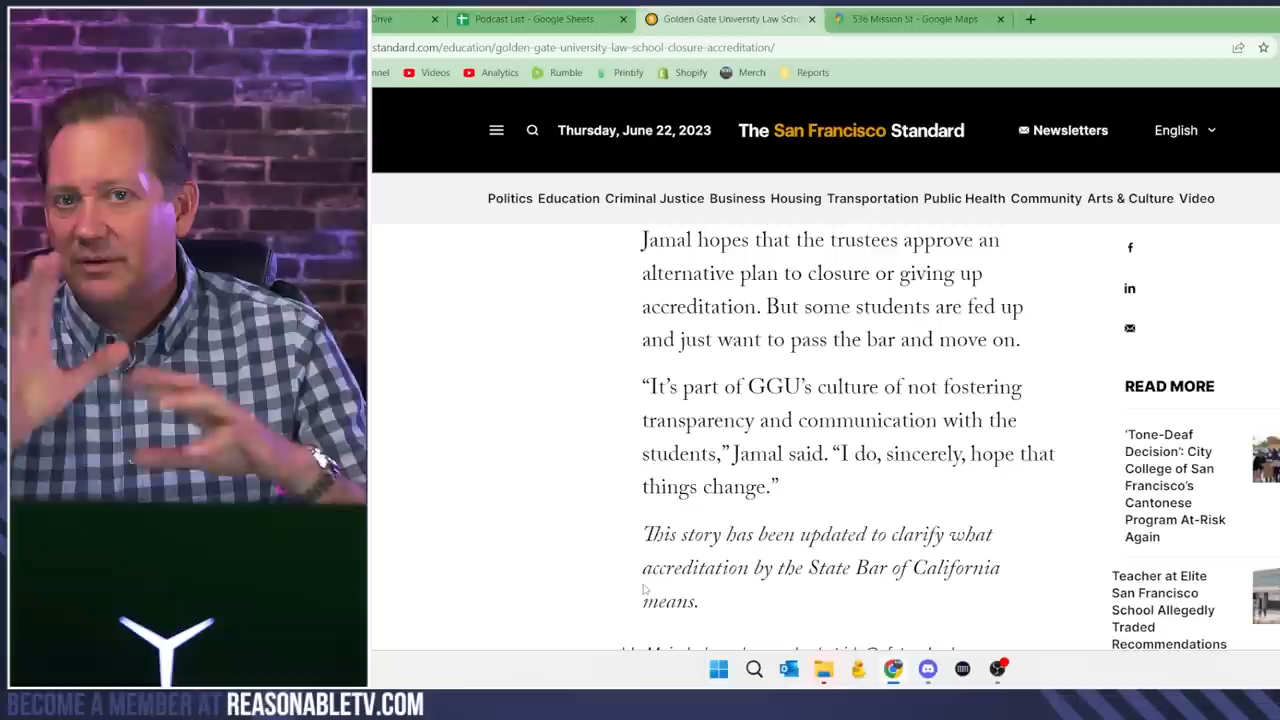 Drive
Podcast List - Google Sheets
Golden Gate University Law Scho
536 Mission St - Google Maps
standard.com/education/golden-gate-university-law-school-closure-accreditation/
nnel
Videos
Analytics
Rumble
Printify
Shopify
Merch
Reports
Thursday, June 22, 2023
The San Francisco Standard
Newsletters
English
Politics Education Criminal Justice Business Housing Transportation Public Health Community Arts & Culture Video
Jamal hopes that the trustees approve an
alternative plan to closure or giving up
accreditation. But some students are fed up
and just want to pass the bar and move on.
“It’s part of GGU’s culture of not fostering
transparency and communication with the
students,” Jamal said. “I do, sincerely, hope that
things change.”
This story has been updated to clarify what
accreditation by the State Bar of California
means.
READ MORE
‘Tone-Deaf
Decision’: City
College of San
Francisco’s
Cantonese
Program At-Risk
Again
Teacher at Elite
San Francisco
School Allegedly
Traded
Recommendations
BECOME A MEMBER AT REASONABLETV.COM